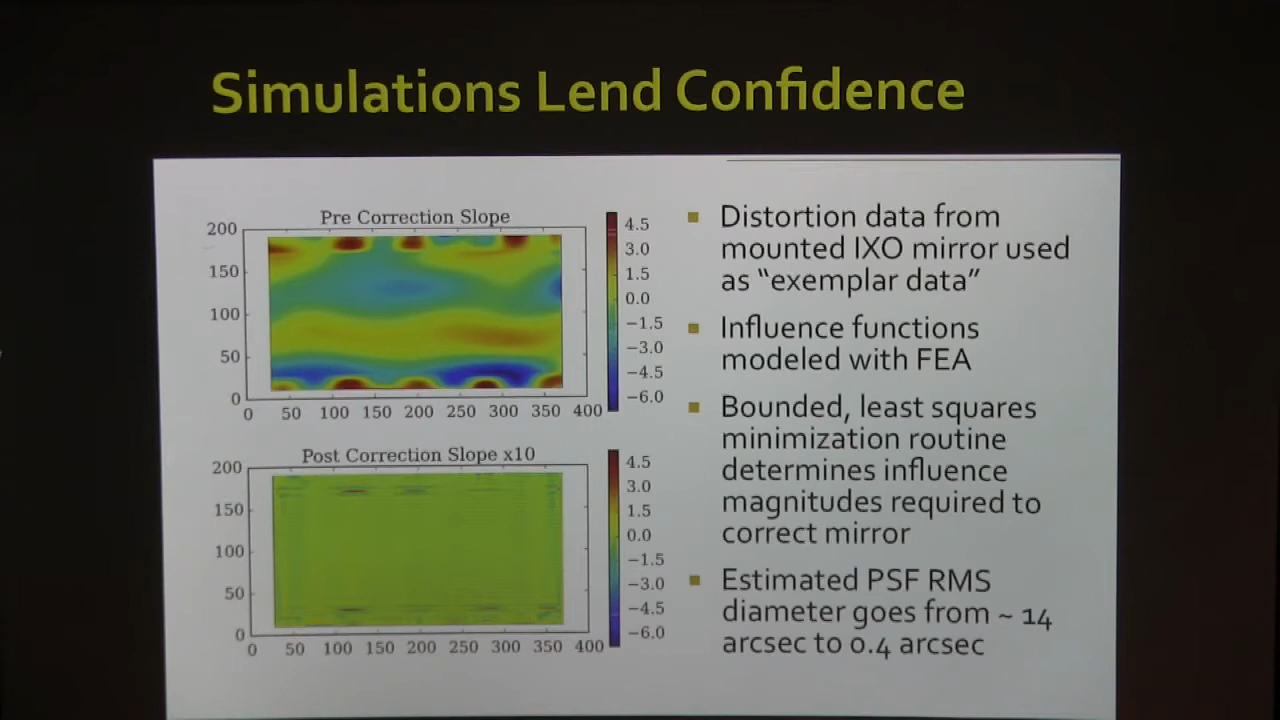 Simulations Lend Confidence
Pre Correction Slope
200
150
100
50
0
0 50 100 150 200 250 300 350 400
4.5
3.0
1.5
0.0
−1.5
−3.0
−4.5
−6.0
Post Correction Slope x10
200
150
100
50
0
0 50 100 150 200 250 300 350 400
4.5
3.0
1.5
0.0
−1.5
−3.0
−4.5
−6.0
Distortion data from
mounted IXO mirror used
as “exemplar data”
Influence functions
modeled with FEA
Bounded, least squares
minimization routine
determines influence
magnitudes required to
correct mirror
Estimated PSF RMS
diameter goes from ~ 14
arcsec to 0.4 arcsec